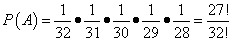 P(A) = 1/32 • 1/31 • 1/30 • 1/29 • 1/28 = 27!/32!